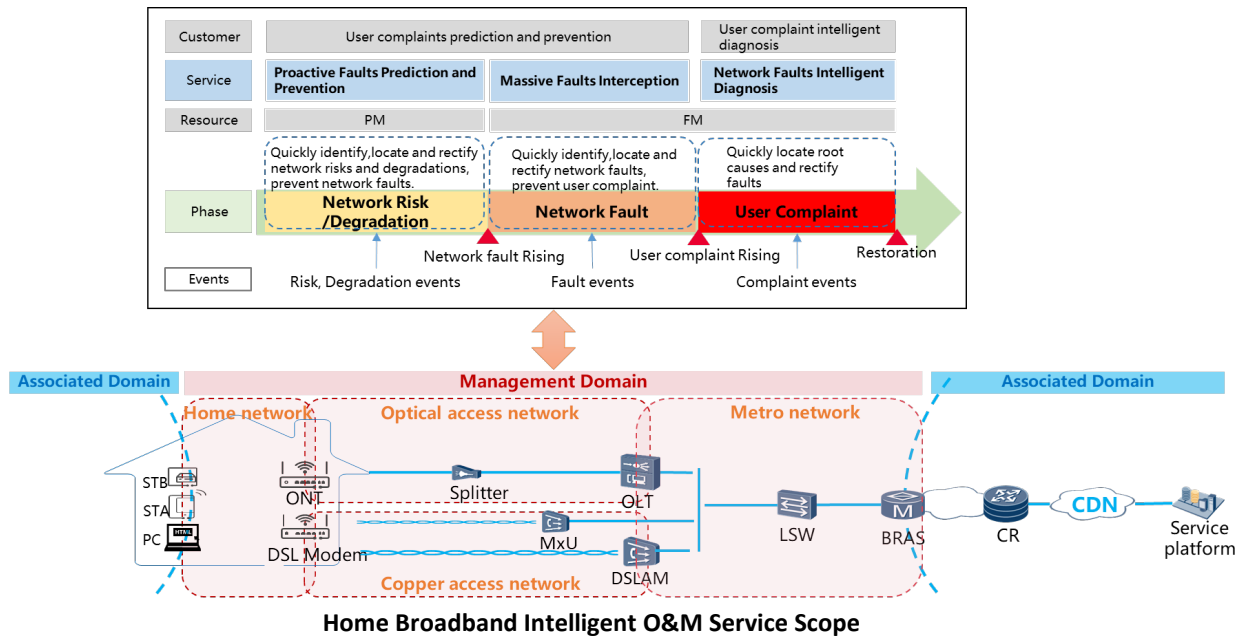 Customer
User complaints prediction and prevention
User complaint intelligent
diagnosis
Service
Proactive Faults Prediction and
Prevention
Massive Faults Interception
Network Faults Intelligent
Diagnosis
Resource
PM
FM
Quickly identify,locate and rectify
network risks and degradations,
prevent network faults.
Quickly identify,locate and
rectify network faults,
prevent user complaint.
Quickly locate root
causes and rectify
faults
Phase
Network Risk
/Degradation
Network Fault
User Complaint
Network fault Rising
User complaint Rising
Restoration
Events
Risk, Degradation events
Fault events
Complaint events
Associated Domain
Management Domain
Associated Domain
Home network
Optical access network
Metro network
STB
STA
PC
HTML
ONT
DSL Modem
Splitter
MxU
OLT
DSLAM
Copper access network
LSW
M
BRAS
CR
CDN
Service
platform
Home Broadband Intelligent O&M Service Scope